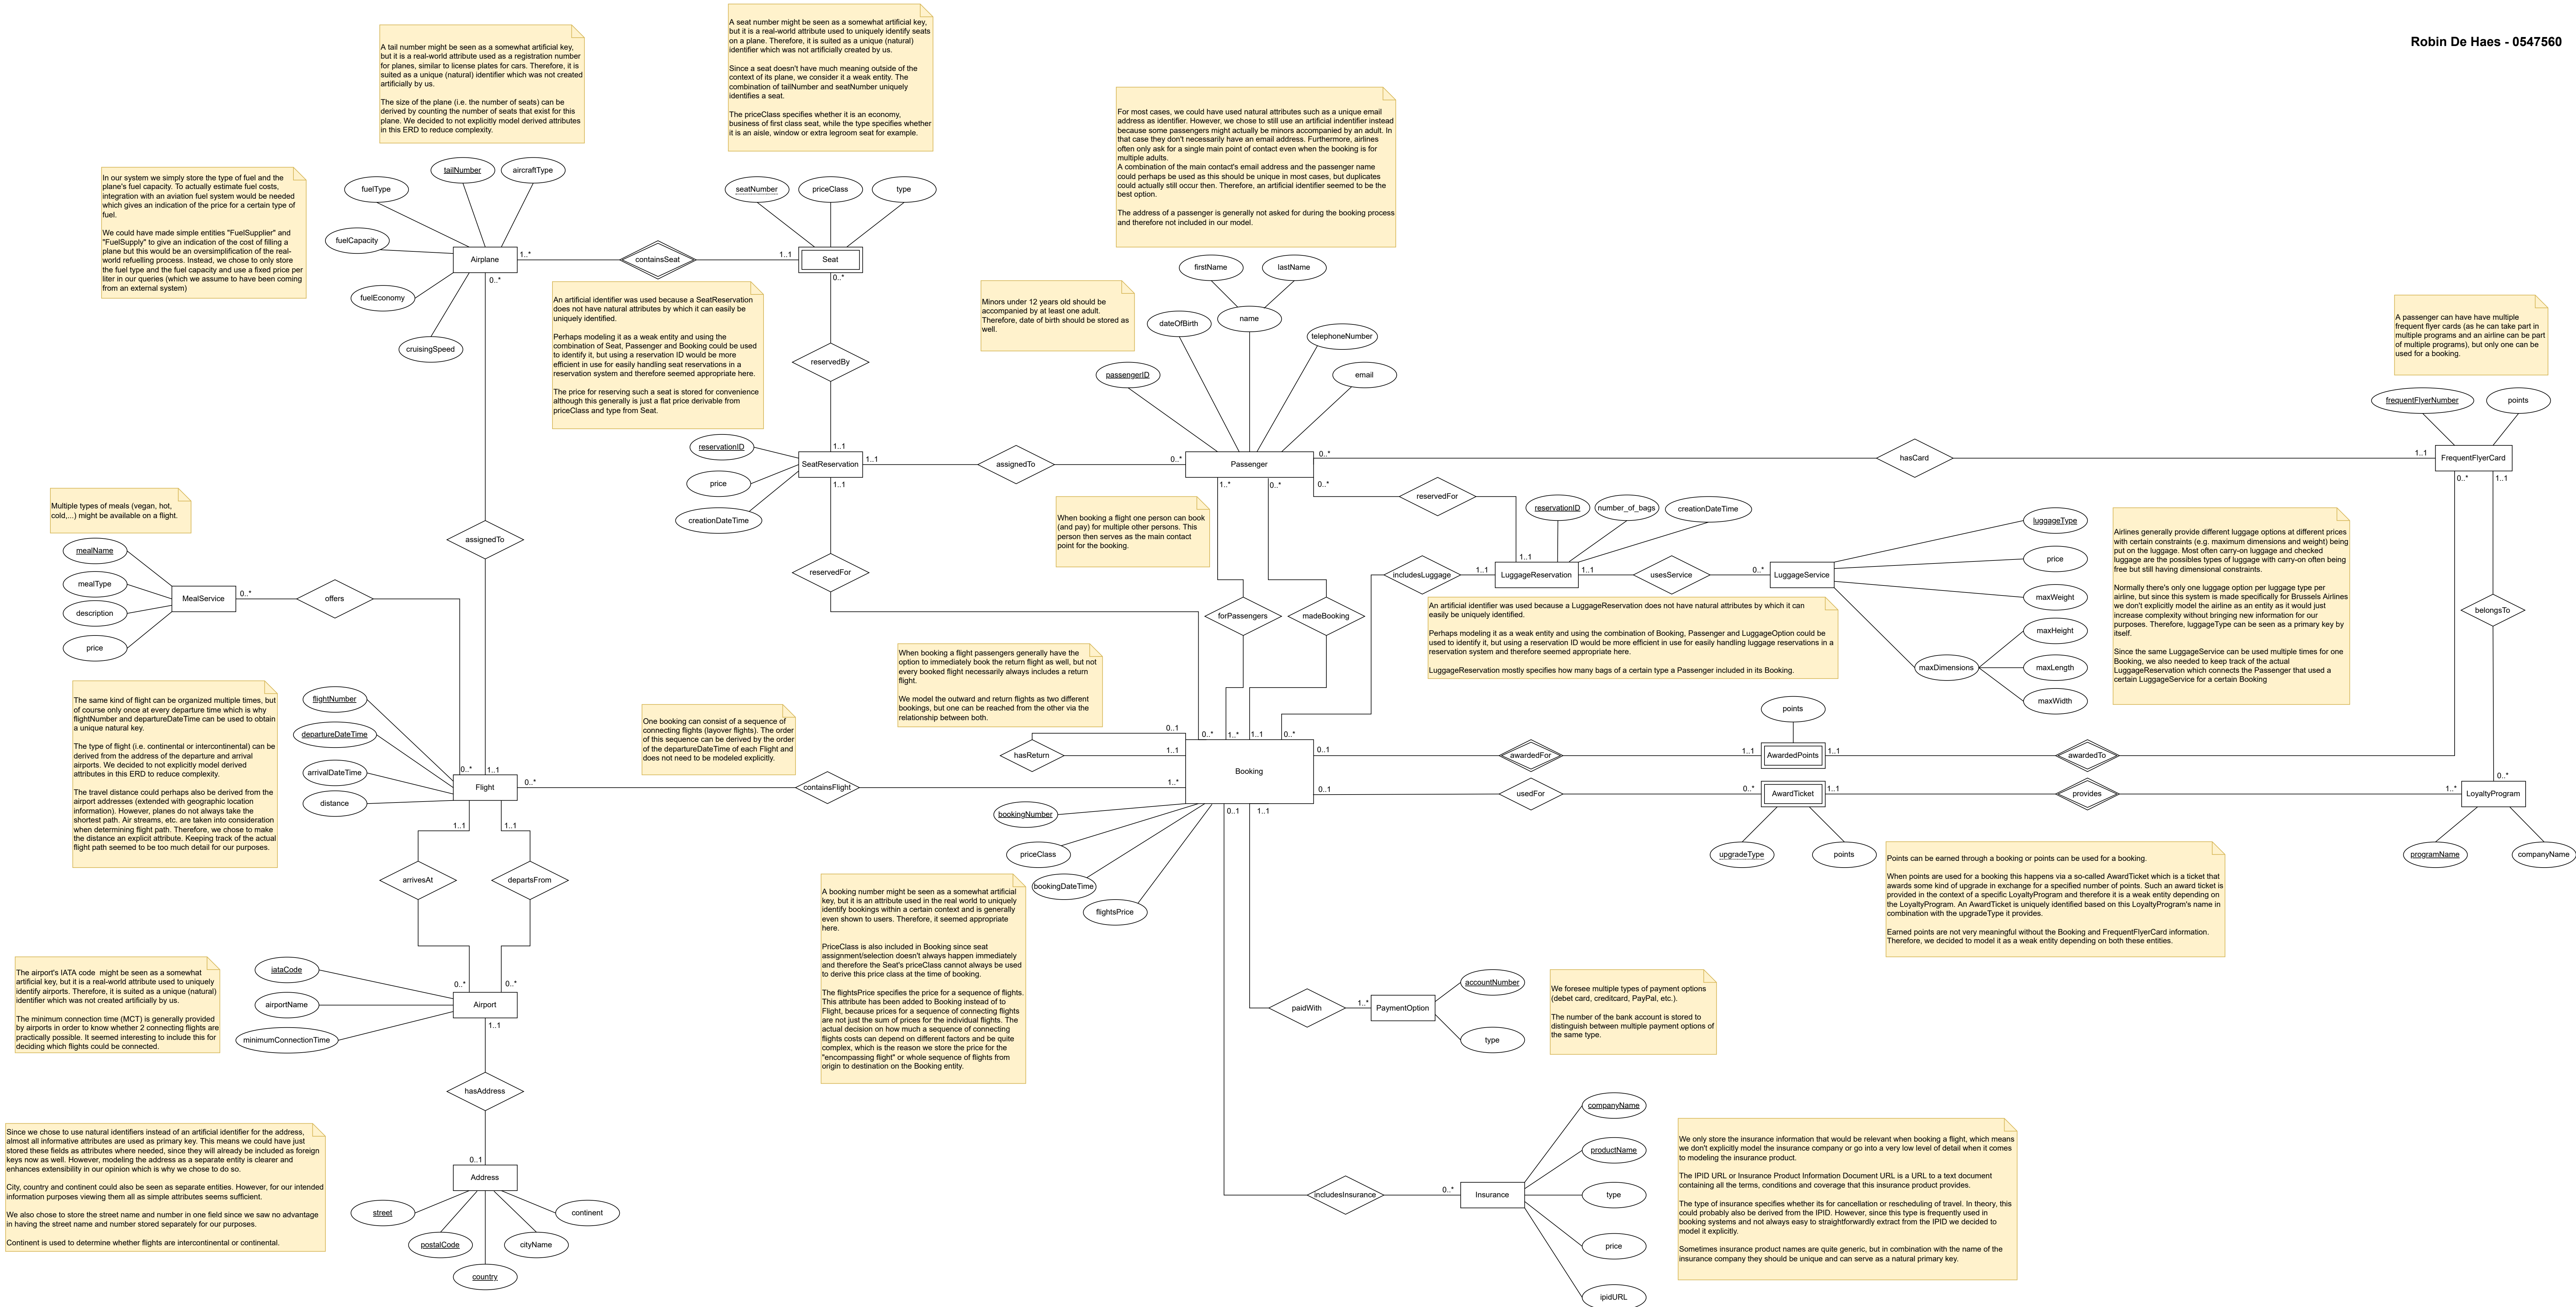 Robin De Haes - 0547560
A tail number might be seen as a somewhat artificial key,
but it is a real-world attribute used as a registration number
for planes, similar to license plates for cars. Therefore, it is
suited as a unique (natural) identifier which was not created
artificially by us.
The size of the plane (i.e. the number of seats) can be
derived by counting the number of seats that exist for this
plane. We decided to not explicitly model derived attributes
in this ERD to reduce complexity.
A seat number might be seen as a somewhat artificial key,
but it is a real-world attribute used to uniquely identify seats
on a plane. Therefore, it is suited as a unique (natural)
identifier which was not artificially created by us.
Since a seat doesn't have much meaning outside of the
context of its plane, we consider it a weak entity. The
combination of tailNumber and seatNumber uniquely
identifies a seat.
The priceClass specifies whether it is an economy,
business of first class seat, while the type specifies whether
it is an aisle, window or extra legroom seat for example.
For most cases, we could have used natural attributes such as a unique email
address as identifier. However, we chose to still use an artificial indentifier instead
because some passengers might actually be minors accompanied by an adult. In
that case they don't necessarily have an email address. Furthermore, airlines
often only ask for a single main point of contact even when the booking is for
multiple adults.
A combination of the main contact's email address and the passenger name
could perhaps be used as this should be unique in most cases, but duplicates
could actually still occur then. Therefore, an artificial identifier seemed to be the
best option.
The address of a passenger is generally not asked for during the booking process
and therefore not included in our model.
In our system we simply store the type of fuel and the
plane's fuel capacity. To actually estimate fuel costs,
integration with an aviation fuel system would be needed
which gives an indication of the price for a certain type of
fuel.
We could have made simple entities "FuelSupplier" and
"FuelSupply" to give an indication of the cost of filling a
plane but this would be an oversimplification of the real-
world refuelling process. Instead, we chose to only store
the fuel type and the fuel capacity and use a fixed price per
liter in our queries (which we assume to have been coming
from an external system)
fuelType
tailNumber
aircraftType
fuelCapacity
fuelEconomy
cruisingSpeed
Airplane
1..*
0..*
containsSeat
1..1
seatNumber
priceClass
type
Seat
0..*
An artificial identifier was used because a SeatReservation
does not have natural attributes by which it can easily be
uniquely identified.
Perhaps modeling it as a weak entity and using the
combination of Seat, Passenger and Booking could be used
to identify it, but using a reservation ID would be more
efficient in use for easily handling seat reservations in a
reservation system and therefore seemed appropriate here.
The price for reserving such a seat is stored for convenience
although this generally is just a flat price derivable from
priceClass and type from Seat.
reservedBy
Minors under 12 years old should be
accompanied by at least one adult.
Therefore, date of birth should be stored as
well.
firstName
lastName
dateOfBirth
name
telephoneNumber
passengerID
email
A passenger can have have multiple
frequent flyer cards (as he can take part in
multiple programs and an airline can be part
of multiple programs), but only one can be
used for a booking.
frequentFlyerNumber
points
reservationID
price
creationDateTime
1..1
SeatReservation
1..1
1..1
assignedTo
0..*
Passenger
0..*
1..*
0..*
0..*
hasCard
1..1
FrequentFlyerCard
0..*
1..1
reservedFor
Multiple types of meals (vegan, hot,
cold,...) might be available on a flight.
mealName
mealType
description
price
MealService
0..*
offers
assignedTo
reservedFor
When booking a flight one person can book
(and pay) for multiple other persons. This
person then serves as the main contact
point for the booking.
forPassengers
madeBooking
reservationID
number_of_bags
creationDateTime
includesLuggage
1..1
1..1
LuggageReservation
1..1
usesService
0..*
LuggageService
luggageType
price
maxWeight
maxDimensions
maxHeight
maxLength
maxWidth
Airlines generally provide different luggage options at different prices
with certain constraints (e.g. maximum dimensions and weight) being
put on the luggage. Most often carry-on luggage and checked
luggage are the possibles types of luggage with carry-on often being
free but still having dimensional constraints.
Normally there's only one luggage option per luggage type per
airline, but since this system is made specifically for Brussels Airlines
we don't explicitly model the airline as an entity as it would just
increase complexity without bringing new information for our
purposes. Therefore, luggageType can be seen as a primary key by
itself.
Since the same LuggageService can be used multiple times for one
Booking, we also needed to keep track of the actual
LuggageReservation which connects the Passenger that used a
certain LuggageService for a certain Booking
belongsTo
An artificial identifier was used because a LuggageReservation does not have natural attributes by which it can
easily be uniquely identified.
Perhaps modeling it as a weak entity and using the combination of Booking, Passenger and LuggageOption could be
used to identify it, but using a reservation ID would be more efficient in use for easily handling luggage reservations in a
reservation system and therefore seemed appropriate here.
LuggageReservation mostly specifies how many bags of a certain type a Passenger included in its Booking.
When booking a flight passengers generally have the
option to immediately book the return flight as well, but not
every booked flight necessarily always includes a return
flight.
We model the outward and return flights as two different
bookings, but one can be reached from the other via the
relationship between both.
The same kind of flight can be organized multiple times, but
of course only once at every departure time which is why
flightNumber and departureDateTime can be used to obtain
a unique natural key.
The type of flight (i.e. continental or intercontinental) can be
derived from the address of the departure and arrival
airports. We decided to not explicitly model derived
attributes in this ERD to reduce complexity.
The travel distance could perhaps also be derived from the
airport addresses (extended with geographic location
information). However, planes do not always take the
shortest path. Air streams, etc. are taken into consideration
when determining flight path. Therefore, we chose to make
the distance an explicit attribute. Keeping track of the actual
flight path seemed to be too much detail for our purposes.
flightNumber
departureDateTime
arrivalDateTime
distance
0..*
1..1
Flight
0..*
1..1
1..1
One booking can consist of a sequence of
connecting flights (layover flights). The order
of this sequence can be derived by the order
of the departureDateTime of each Flight and
does not need to be modeled explicitly.
containsFlight
1..*
hasReturn
0..1
1..1
0..*
1..*
1..1
0..*
Booking
0..1
0..1
0..1
1..1
awardedFor
1..1
points
AwardedPoints
1..1
awardedTo
usedFor
0..*
AwardTicket
1..1
provides
1..*
0..*
LoyaltyProgram
upgradeType
points
programName
companyName
bookingNumber
priceClass
bookingDateTime
flightsPrice
Points can be earned through a booking or points can be used for a booking.
When points are used for a booking this happens via a so-called AwardTicket which is a ticket that
awards some kind of upgrade in exchange for a specified number of points. Such an award ticket is
provided in the context of a specific LoyaltyProgram and therefore it is a weak entity depending on
the LoyaltyProgram. An AwardTicket is uniquely identified based on this LoyaltyProgram's name in
combination with the upgradeType it provides.
Earned points are not very meaningful without the Booking and FrequentFlyerCard information.
Therefore, we decided to model it as a weak entity depending on both these entities.
arrivesAt
departsFrom
A booking number might be seen as a somewhat artificial
key, but it is an attribute used in the real world to uniquely
identify bookings within a certain context and is generally
even shown to users. Therefore, it seemed appropriate
here.
PriceClass is also included in Booking since seat
assignment/selection doesn't always happen immediately
and therefore the Seat's priceClass cannot always be used
to derive this price class at the time of booking.
The flightsPrice specifies the price for a sequence of flights.
This attribute has been added to Booking instead of to
Flight, because prices for a sequence of connecting flights
are not just the sum of prices for the individual flights. The
actual decision on how much a sequence of connecting
flights costs can depend on different factors and be quite
complex, which is the reason we store the price for the
"encompassing flight" or whole sequence of flights from
origin to destination on the Booking entity.
The airport's IATA code  might be seen as a somewhat
artificial key, but it is a real-world attribute used to uniquely
identify airports. Therefore, it is suited as a unique (natural)
identifier which was not created artificially by us.
The minimum connection time (MCT) is generally provided
by airports in order to know whether 2 connecting flights are
practically possible. It seemed interesting to include this for
deciding which flights could be connected.
iataCode
airportName
minimumConnectionTime
0..*
0..*
Airport
1..1
paidWith
1..*
PaymentOption
accountNumber
type
We foresee multiple types of payment options
(debet card, creditcard, PayPal, etc.).
The number of the bank account is stored to
distinguish between multiple payment options of
the same type.
hasAddress
Since we chose to use natural identifiers instead of an artificial identifier for the address,
almost all informative attributes are used as primary key. This means we could have just
stored these fields as attributes where needed, since they will already be included as foreign
keys now as well. However, modeling the address as a separate entity is clearer and
enhances extensibility in our opinion which is why we chose to do so.
City, country and continent could also be seen as separate entities. However, for our intended
information purposes viewing them all as simple attributes seems sufficient.
We also chose to store the street name and number in one field since we saw no advantage
in having the street name and number stored separately for our purposes.
Continent is used to determine whether flights are intercontinental or continental.
0..1
Address
street
postalCode
country
cityName
continent
includesInsurance
0..*
Insurance
companyName
productName
type
price
ipidURL
We only store the insurance information that would be relevant when booking a flight, which means
we don't explicitly model the insurance company or go into a very low level of detail when it comes
to modeling the insurance product.
The IPID URL or Insurance Product Information Document URL is a URL to a text document
containing all the terms, conditions and coverage that this insurance product provides.
The type of insurance specifies whether its for cancellation or rescheduling of travel. In theory, this
could probably also be derived from the IPID. However, since this type is frequently used in
booking systems and not always easy to straightforwardly extract from the IPID we decided to
model it explicitly.
Sometimes insurance product names are quite generic, but in combination with the name of the
insurance company they should be unique and can serve as a natural primary key.